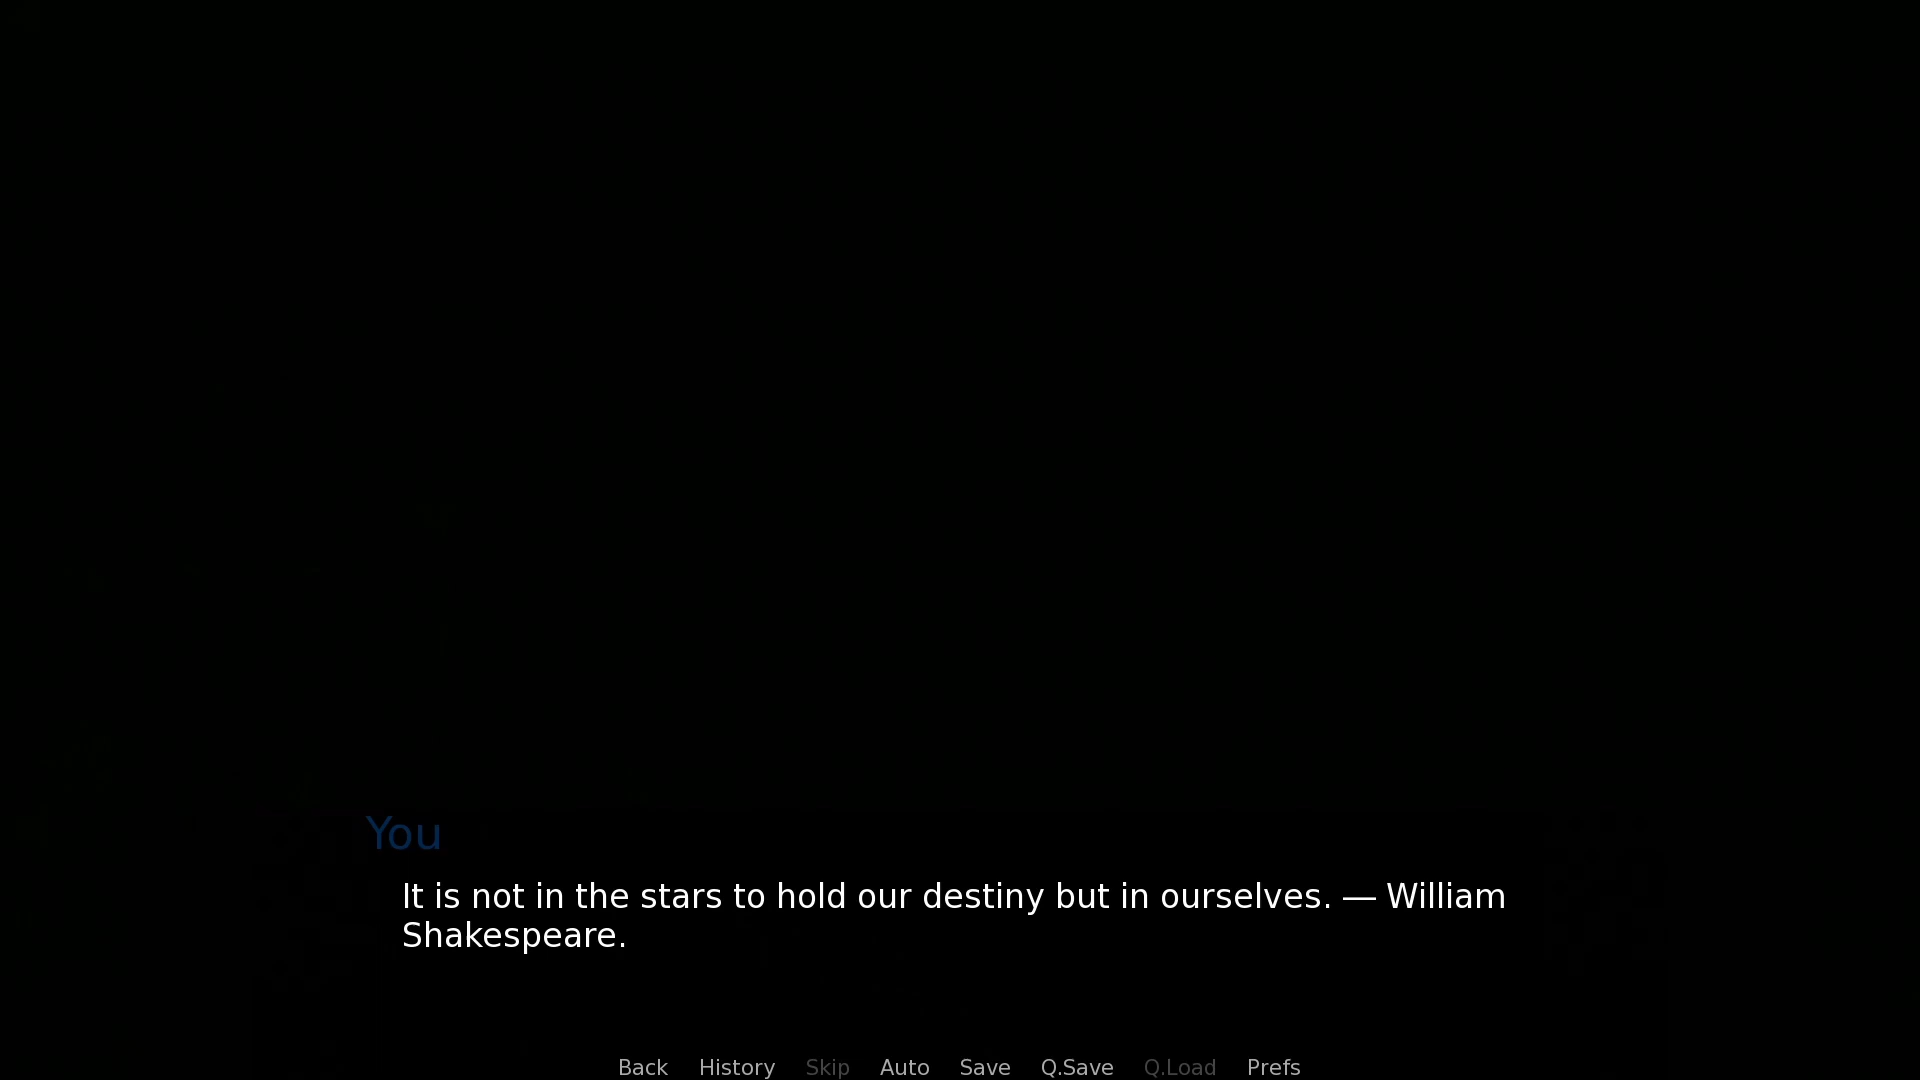 You
It is not in the stars to hold our destiny but in ourselves. — William
Shakespeare.
Back History Skip Auto Save Q.Save Q.Load Prefs